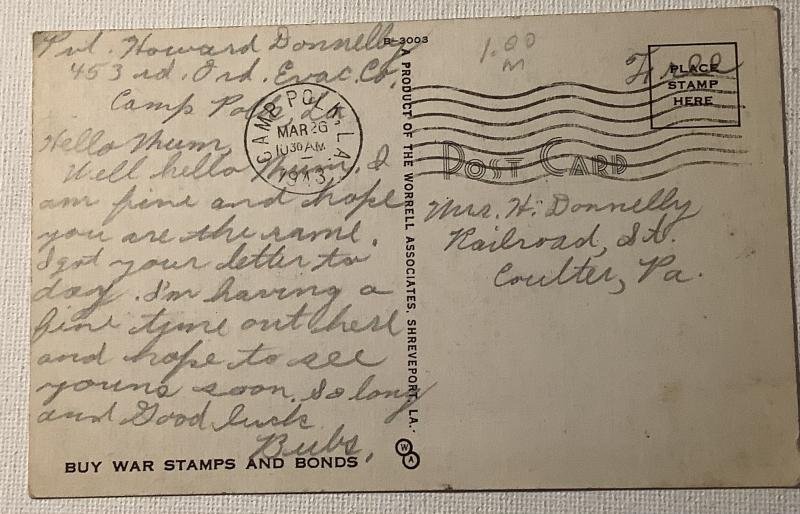 Pvt. Howard Donnelly
453rd. Ord. Evac. Co.
Camp Polk, La.
Hello Mum,
Well hello Mum. I
am fine and hope
you are the same.
I got your letter to
day. I'm having a
fine tyme out here
and hope to see
youns soon. So long
and Good luck
Bubs,
BUY WAR STAMPS AND BONDS
CAMP POLK, LA.
MAR 26
10 30 AM
1943
B-3003
A PRODUCT OF THE WORRELL ASSOCIATES, SHREVEPORT, LA.
W A
1.00
M
Free
PLACE
STAMP
HERE
POST CARD
Mrs. H. Donnelly
Railroad, St.
Coulter, Pa.